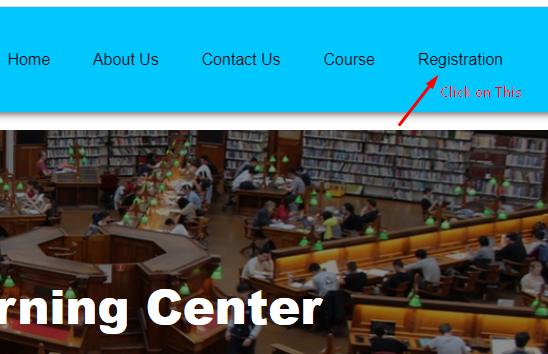 Home About Us Contact Us Course Registration
Click on This
rning Center